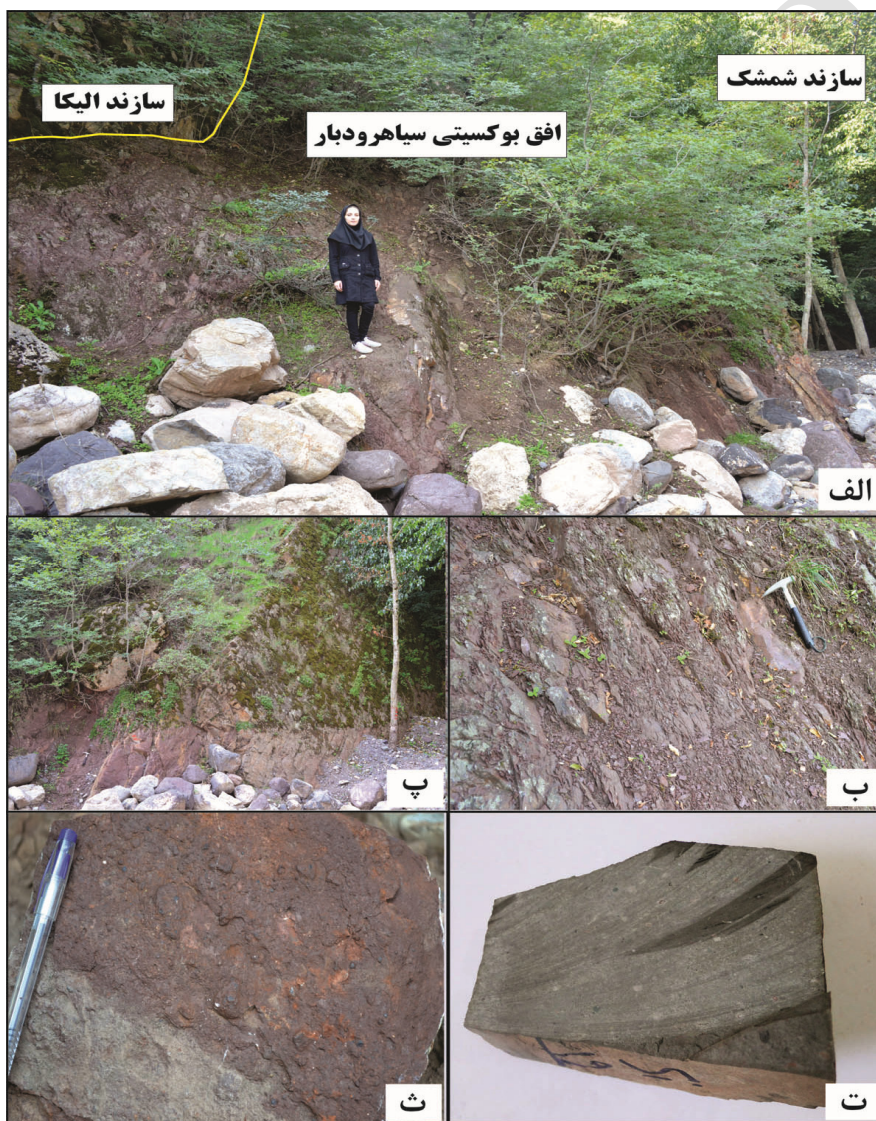 سازند شمشک
سازند الیکا
افق بوکسیتی سیاهرودبار
الف
ب
پ
ت
ث